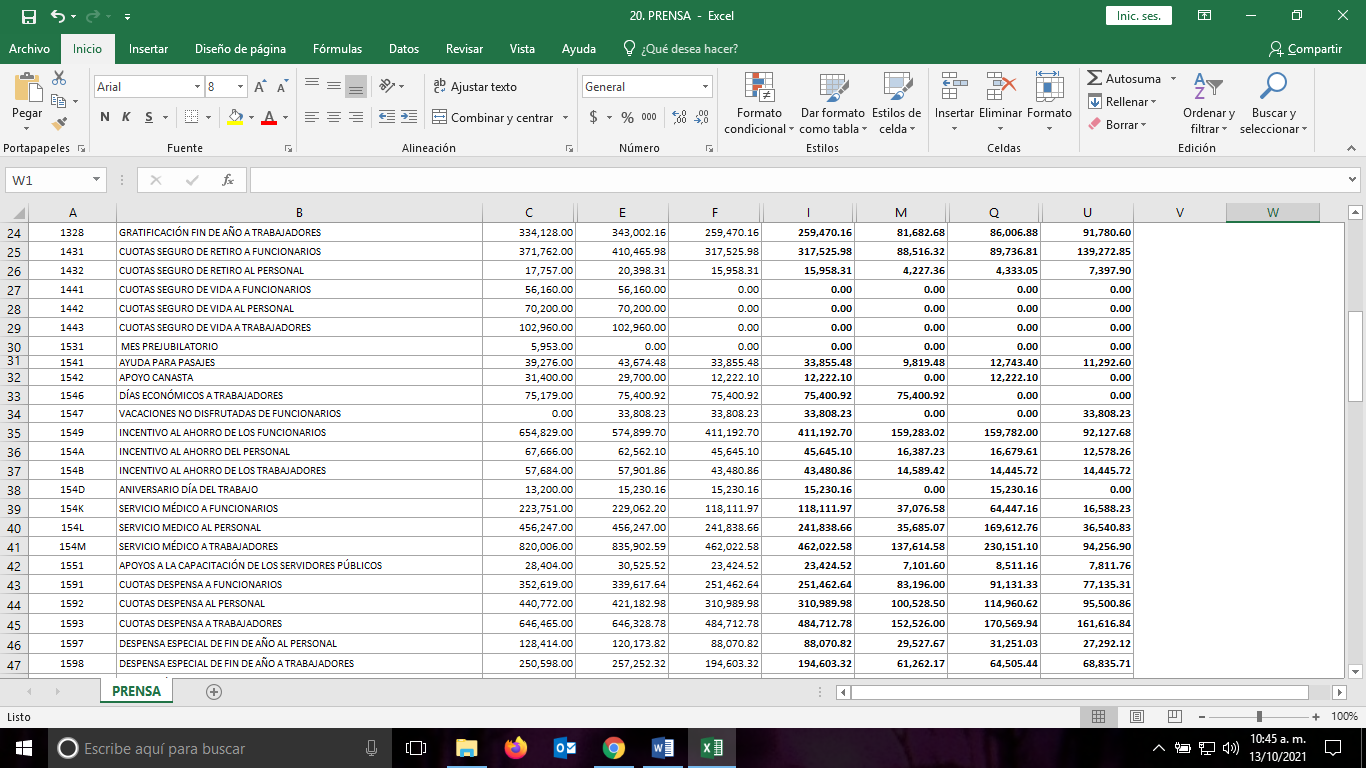 20. PRENSA - Excel
Inic. ses.
Archivo Inicio Insertar Diseño de página Fórmulas Datos Revisar Vista Ayuda ¿Qué desea hacer? Compartir
Pegar
Arial 8
N K S
Ajustar texto
Combinar y centrar
General
$ % 000
Formato condicional
Dar formato como tabla
Estilos de celda
Insertar Eliminar Formato
Autosuma
Rellenar
Borrar
Ordenar y filtrar
Buscar y seleccionar
Portapapeles Fuente Alineación Número Estilos Celdas Edición
W1 fx
A B C E F I M Q U V W
24 1328 GRATIFICACIÓN FIN DE AÑO A TRABAJADORES 334,128.00 343,002.16 259,470.16 259,470.16 81,682.68 86,006.88 91,780.60
25 1431 CUOTAS SEGURO DE RETIRO A FUNCIONARIOS 371,762.00 410,465.98 317,525.98 317,525.98 88,516.32 89,736.81 139,272.85
26 1432 CUOTAS SEGURO DE RETIRO AL PERSONAL 17,757.00 20,398.31 15,958.31 15,958.31 4,227.36 4,333.05 7,397.90
27 1441 CUOTAS SEGURO DE VIDA A FUNCIONARIOS 56,160.00 56,160.00 0.00 0.00 0.00 0.00 0.00
28 1442 CUOTAS SEGURO DE VIDA AL PERSONAL 70,200.00 70,200.00 0.00 0.00 0.00 0.00 0.00
29 1443 CUOTAS SEGURO DE VIDA A TRABAJADORES 102,960.00 102,960.00 0.00 0.00 0.00 0.00 0.00
30 1531 MES PREJUBILATORIO 5,953.00 0.00 0.00 0.00 0.00 0.00 0.00
31 1541 AYUDA PARA PASAJES 39,276.00 43,674.48 33,855.48 33,855.48 9,819.48 12,743.40 11,292.60
32 1542 APOYO CANASTA 31,400.00 29,700.00 12,222.10 12,222.10 0.00 12,222.10 0.00
33 1546 DÍAS ECONÓMICOS A TRABAJADORES 75,179.00 75,400.92 75,400.92 75,400.92 75,400.92 0.00 0.00
34 1547 VACACIONES NO DISFRUTADAS DE FUNCIONARIOS 0.00 33,808.23 33,808.23 33,808.23 0.00 0.00 33,808.23
35 1549 INCENTIVO AL AHORRO DE LOS FUNCIONARIOS 654,829.00 574,899.70 411,192.70 411,192.70 159,283.02 159,782.00 92,127.68
36 154A INCENTIVO AL AHORRO DEL PERSONAL 67,666.00 62,562.10 45,645.10 45,645.10 16,387.23 16,679.61 12,578.26
37 154B INCENTIVO AL AHORRO DE LOS TRABAJADORES 57,684.00 57,901.86 43,480.86 43,480.86 14,589.42 14,445.72 14,445.72
38 154D ANIVERSARIO DÍA DEL TRABAJO 13,200.00 15,230.16 15,230.16 15,230.16 0.00 15,230.16 0.00
39 154K SERVICIO MÉDICO A FUNCIONARIOS 223,751.00 229,062.20 118,111.97 118,111.97 37,076.58 64,447.16 16,588.23
40 154L SERVICIO MEDICO AL PERSONAL 456,247.00 456,247.00 241,838.66 241,838.66 35,685.07 169,612.76 36,540.83
41 154M SERVICIO MÉDICO A TRABAJADORES 820,006.00 835,902.59 462,022.58 462,022.58 137,614.58 230,151.10 94,256.90
42 1551 APOYOS A LA CAPACITACIÓN DE LOS SERVIDORES PÚBLICOS 28,404.00 30,525.52 23,424.52 23,424.52 7,101.60 8,511.16 7,811.76
43 1591 CUOTAS DESPENSA A FUNCIONARIOS 352,619.00 339,617.64 251,462.64 251,462.64 83,196.00 91,131.33 77,135.31
44 1592 CUOTAS DESPENSA AL PERSONAL 440,772.00 421,182.98 310,989.98 310,989.98 100,528.50 114,960.62 95,500.86
45 1593 CUOTAS DESPENSA A TRABAJADORES 646,465.00 646,328.78 484,712.78 484,712.78 152,526.00 170,569.94 161,616.84
46 1597 DESPENSA ESPECIAL DE FIN DE AÑO AL PERSONAL 128,414.00 120,173.82 88,070.82 88,070.82 29,527.67 31,251.03 27,292.12
47 1598 DESPENSA ESPECIAL DE FIN DE AÑO A TRABAJADORES 250,598.00 257,252.32 194,603.32 194,603.32 61,262.17 64,505.44 68,835.71
PRENSA
Listo 100%
Escribe aquí para buscar
10:45 a. m.
13/10/2021